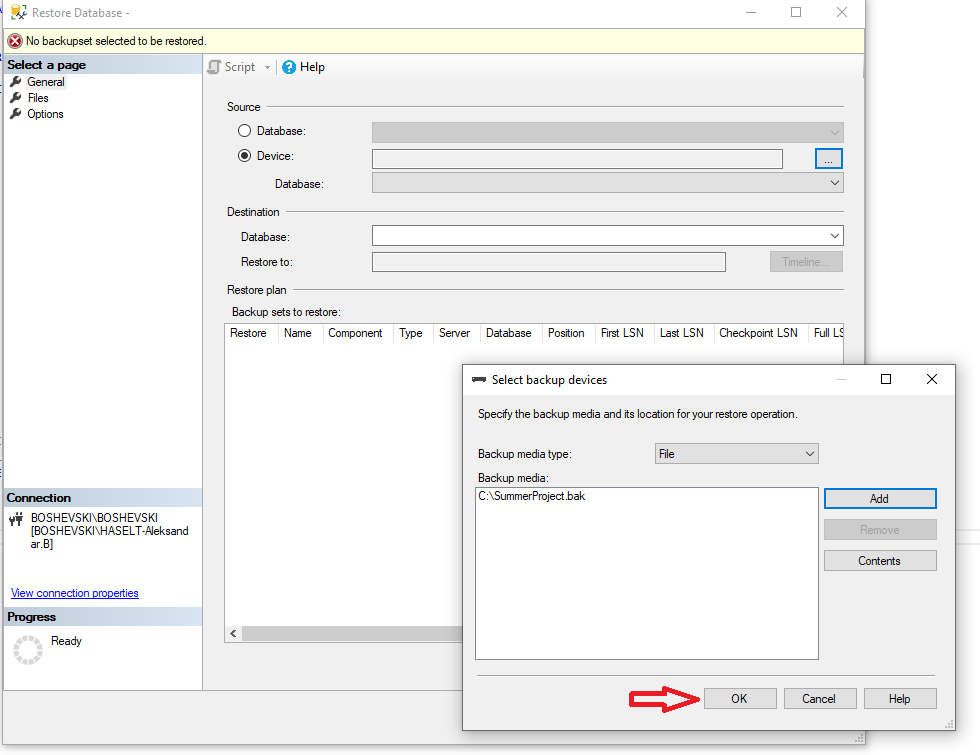 Restore Database -
No backupset selected to be restored.
Select a page
General
Files
Options
Script
Help
Source
Database:
Device:
...
Database:
Destination
Database:
Restore to:
Timeline...
Restore plan
Backup sets to restore:
Restore Name Component Type Server Database Position First LSN Last LSN Checkpoint LSN Full LS
Connection
BOSHEVSKI\BOSHEVSKI
[BOSHEVSKI\HASELT-Aleksand
ar.B]
View connection properties
Progress
Ready
Select backup devices
Specify the backup media and its location for your restore operation.
Backup media type:
File
Backup media:
C:\SummerProject.bak
Add
Remove
Contents
OK
Cancel
Help